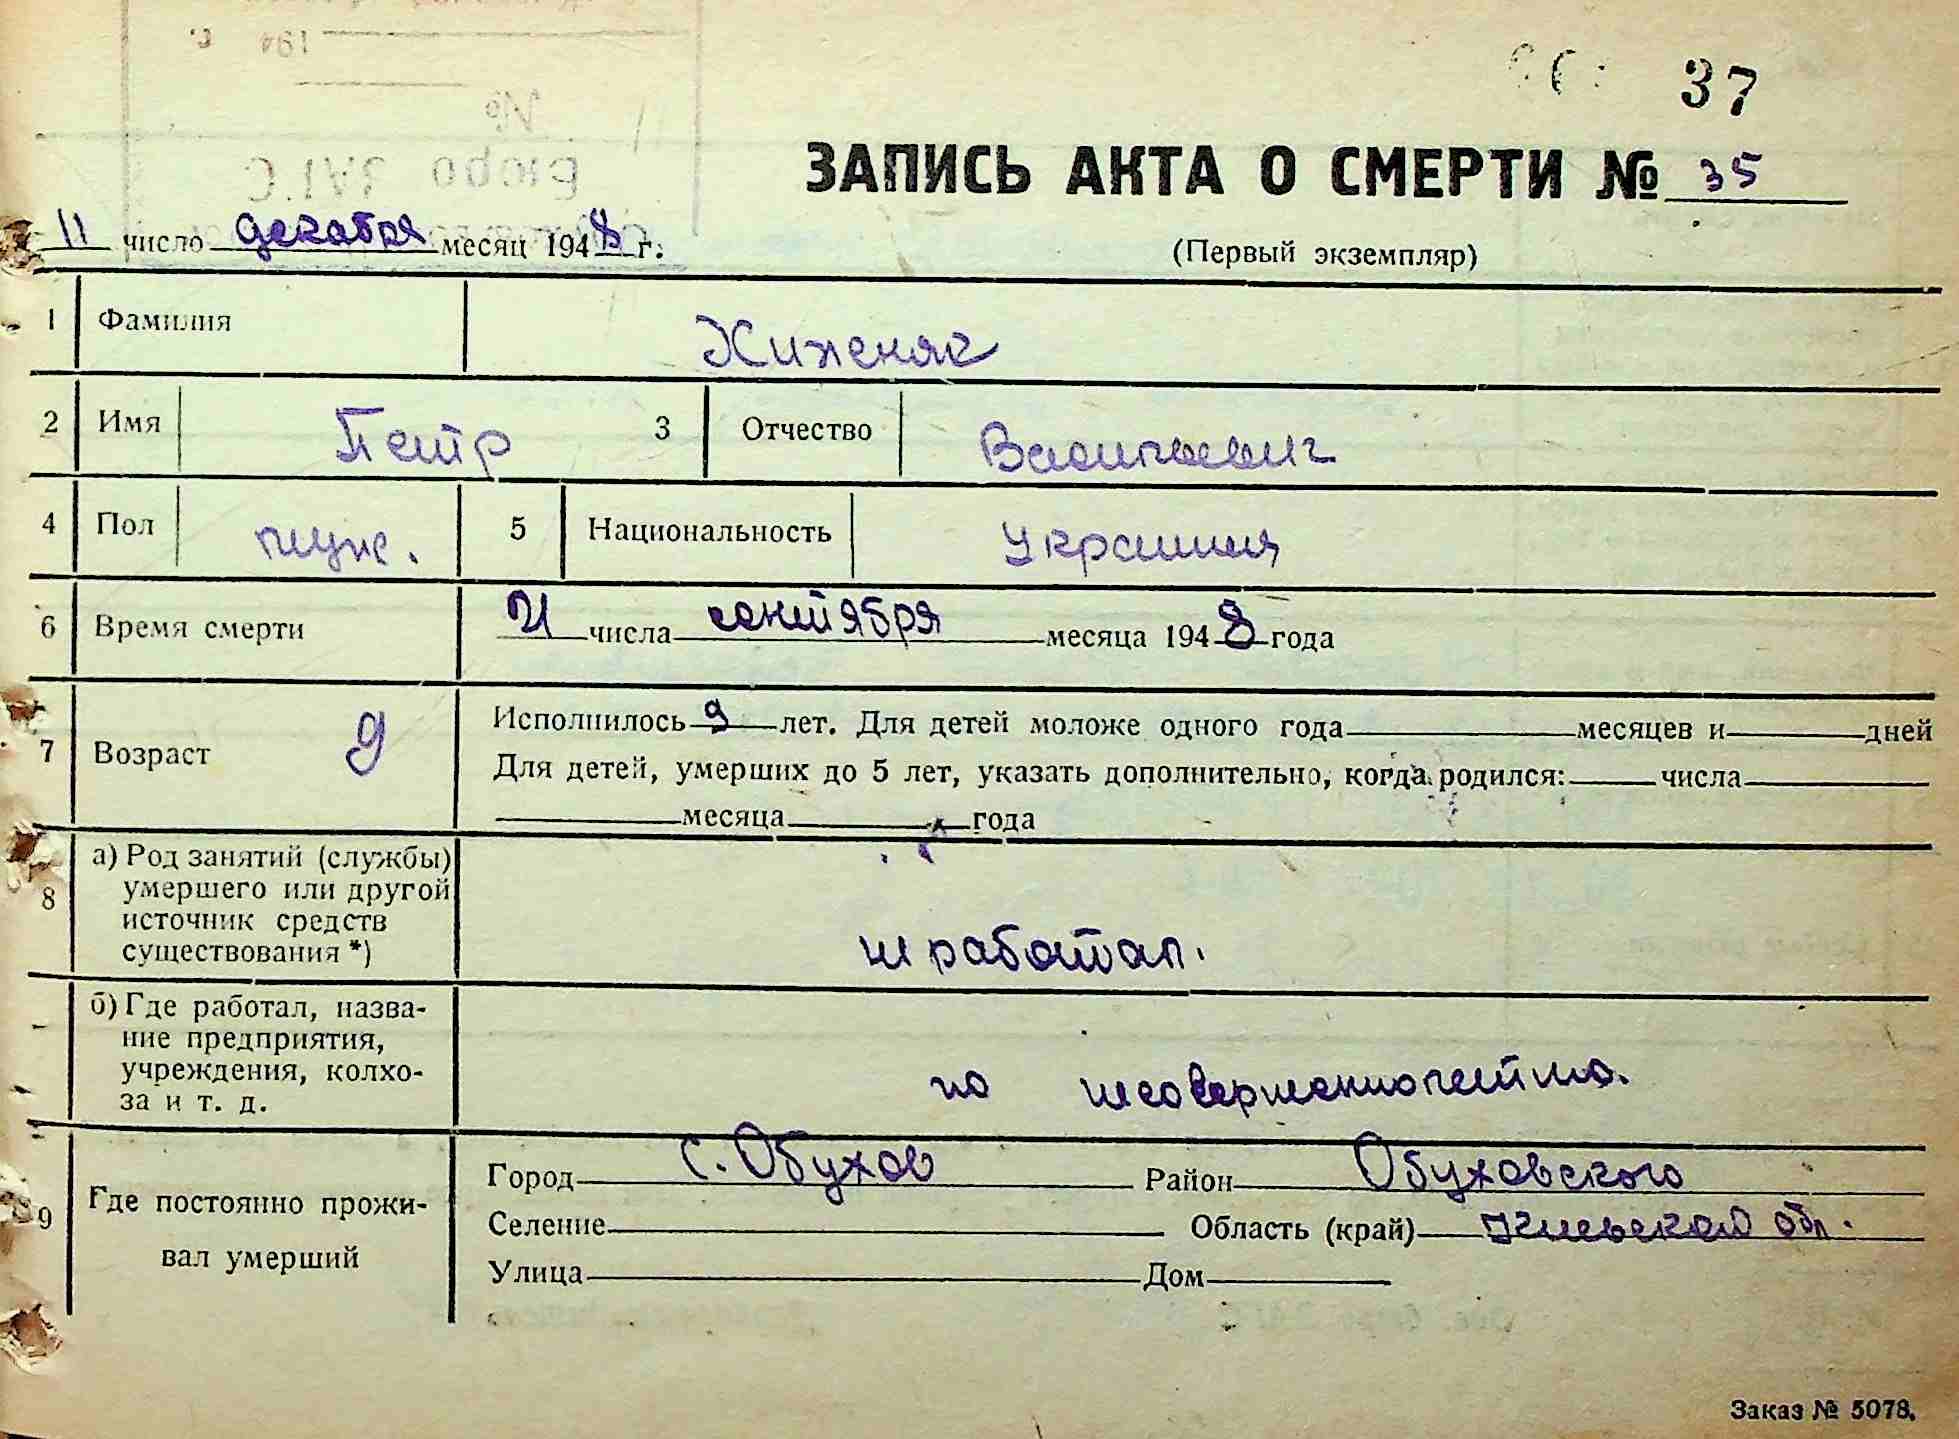 37
ЗАПИСЬ АКТА О СМЕРТИ № 35
11 число декабря месяц 1948 г.
(Первый экземпляр)
1 Фамилия Хиженяк
2 Имя Петр 3 Отчество Васильевич
4 Пол муж. 5 Национальность Украинец
6 Время смерти 21 сентября числа месяца 1948 года
7 Возраст 9 Исполнилось 9 лет. Для детей моложе одного года месяцев и дней
Для детей, умерших до 5 лет, указать дополнительно, когда родился: числа
месяца года
8 а) Род занятий (службы)
умершего или другой
источник средств
существования *)
не работал.
б) Где работал, назва-
ние предприятия,
учреждения, колхо-
за и т. д.
по несовершеннолетию.
9 Где постоянно прожи-
вал умерший
Город с. Обухов Район Обуховского
Селение Область (край) Киевской обл.
Улица Дом
Заказ № 5078.